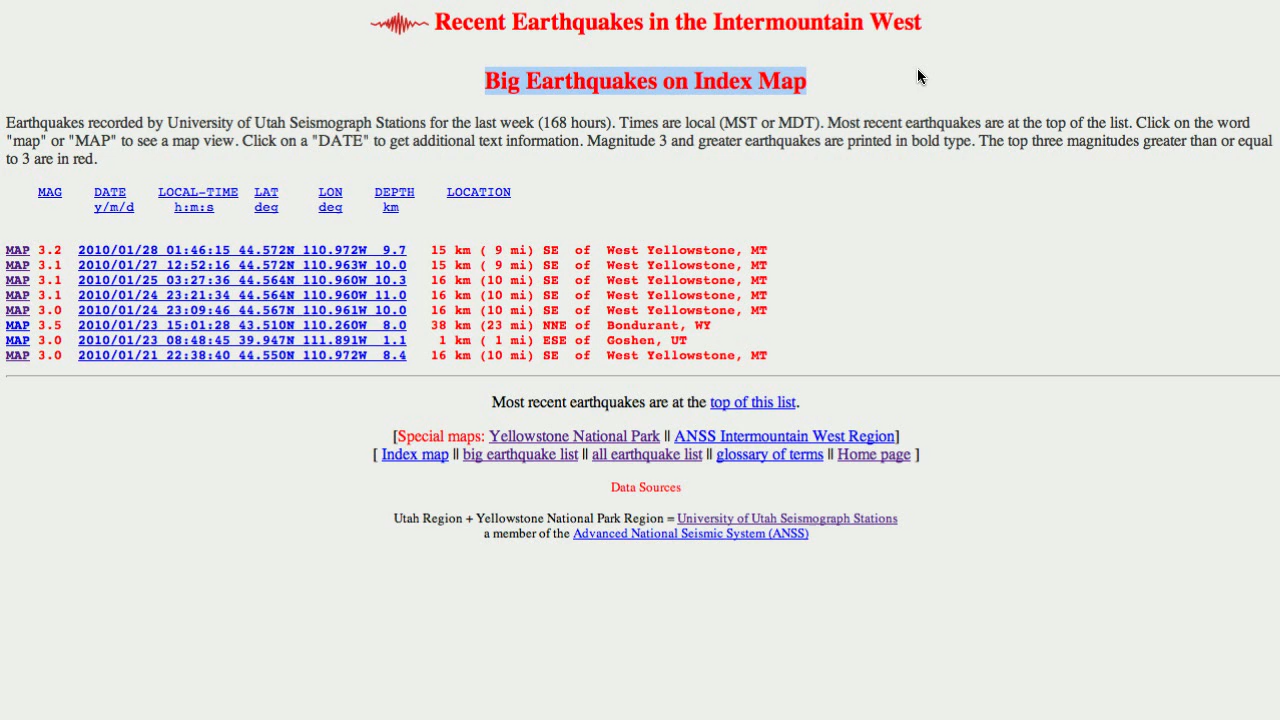 Recent Earthquakes in the Intermountain West
Big Earthquakes on Index Map
Earthquakes recorded by University of Utah Seismograph Stations for the last week (168 hours). Times are local (MST or MDT). Most recent earthquakes are at the top of the list. Click on the word
"map" or "MAP" to see a map view. Click on a "DATE" to get additional text information. Magnitude 3 and greater earthquakes are printed in bold type. The top three magnitudes greater than or equal
to 3 are in red.
MAG DATE LOCAL-TIME LAT LON DEPTH LOCATION
y/m/d h:m:s deg deg km
MAP 3.2 2010/01/28 01:46:15 44.572N 110.972W 9.7 15 km ( 9 mi) SE of West Yellowstone, MT
MAP 3.1 2010/01/27 12:52:16 44.572N 110.963W 10.0 15 km ( 9 mi) SE of West Yellowstone, MT
MAP 3.1 2010/01/25 03:27:36 44.564N 110.960W 10.3 16 km (10 mi) SE of West Yellowstone, MT
MAP 3.1 2010/01/24 23:21:34 44.564N 110.960W 11.0 16 km (10 mi) SE of West Yellowstone, MT
MAP 3.0 2010/01/24 23:09:46 44.567N 110.961W 10.0 16 km (10 mi) SE of West Yellowstone, MT
MAP 3.5 2010/01/23 15:01:28 43.510N 110.260W 8.0 38 km (23 mi) NNE of Bondurant, WY
MAP 3.0 2010/01/23 08:48:45 39.947N 111.891W 1.1 1 km ( 1 mi) ESE of Goshen, UT
MAP 3.0 2010/01/21 22:38:40 44.550N 110.972W 8.4 16 km (10 mi) SE of West Yellowstone, MT
Most recent earthquakes are at the top of this list.
[Special maps: Yellowstone National Park || ANSS Intermountain West Region]
[ Index map || big earthquake list || all earthquake list || glossary of terms || Home page ]
Data Sources
Utah Region + Yellowstone National Park Region = University of Utah Seismograph Stations
a member of the Advanced National Seismic System (ANSS)